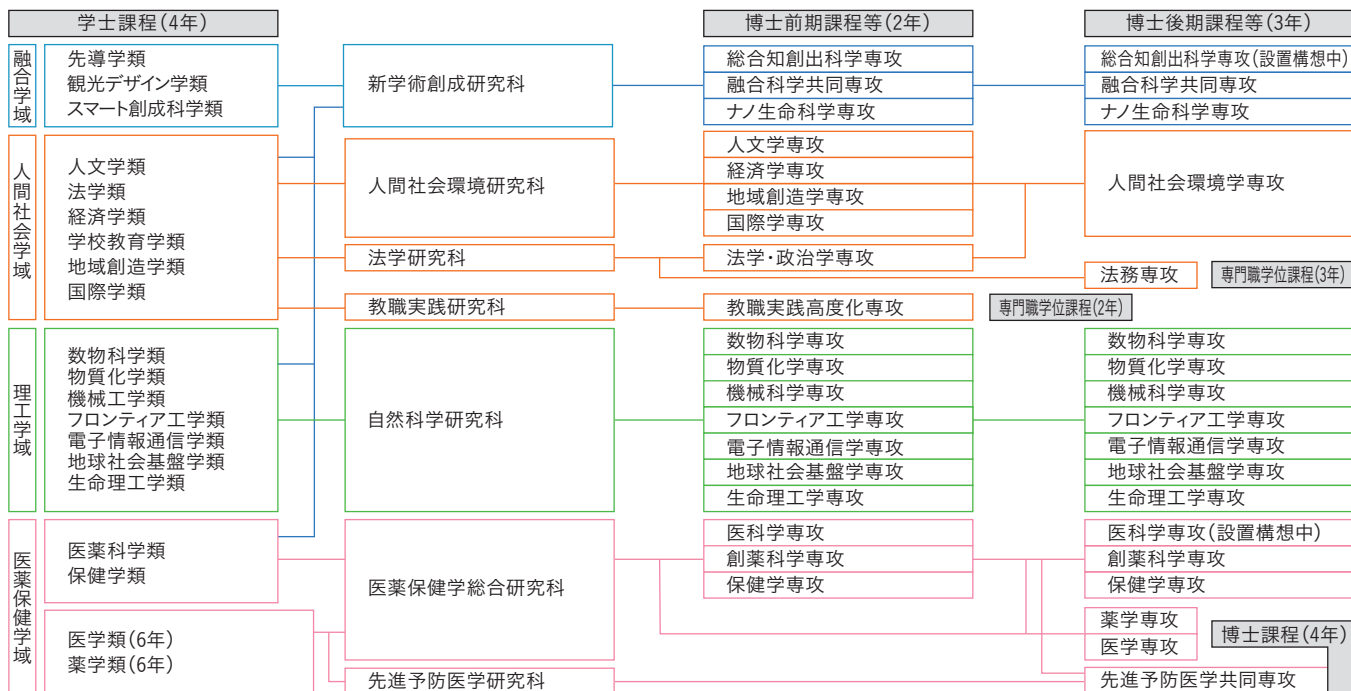 学士課程(4年)
博士前期課程等(2年)
博士後期課程等(3年)
融合学域
先導学類
観光デザイン学類
スマート創成科学類
新学術創成研究科
総合知創出科学専攻
融合科学共同専攻
ナノ生命科学専攻
総合知創出科学専攻(設置構想中)
融合科学共同専攻
ナノ生命科学専攻
人間社会学域
人文学類
法学類
経済学類
学校教育学類
地域創造学類
国際学類
人間社会環境研究科
人文学専攻
経済学専攻
地域創造学専攻
国際学専攻
人間社会環境学専攻
法学研究科
法学・政治学専攻
法務専攻
専門職学位課程(3年)
教職実践研究科
教職実践高度化専攻
専門職学位課程(2年)
理工学域
数物科学類
物質化学類
機械工学類
フロンティア工学類
電子情報通信学類
地球社会基盤学類
生命理工学類
自然科学研究科
数物科学専攻
物質化学専攻
機械科学専攻
フロンティア工学専攻
電子情報通信学専攻
地球社会基盤学専攻
生命理工学専攻
数物科学専攻
物質化学専攻
機械科学専攻
フロンティア工学専攻
電子情報通信学専攻
地球社会基盤学専攻
生命理工学専攻
医薬保健学域
医薬科学類
保健学類
医学類(6年)
薬学類(6年)
医薬保健学総合研究科
医科学専攻
創薬科学専攻
保健学専攻
医科学専攻(設置構想中)
創薬科学専攻
保健学専攻
薬学専攻
医学専攻
博士課程(4年)
先進予防医学研究科
先進予防医学共同専攻